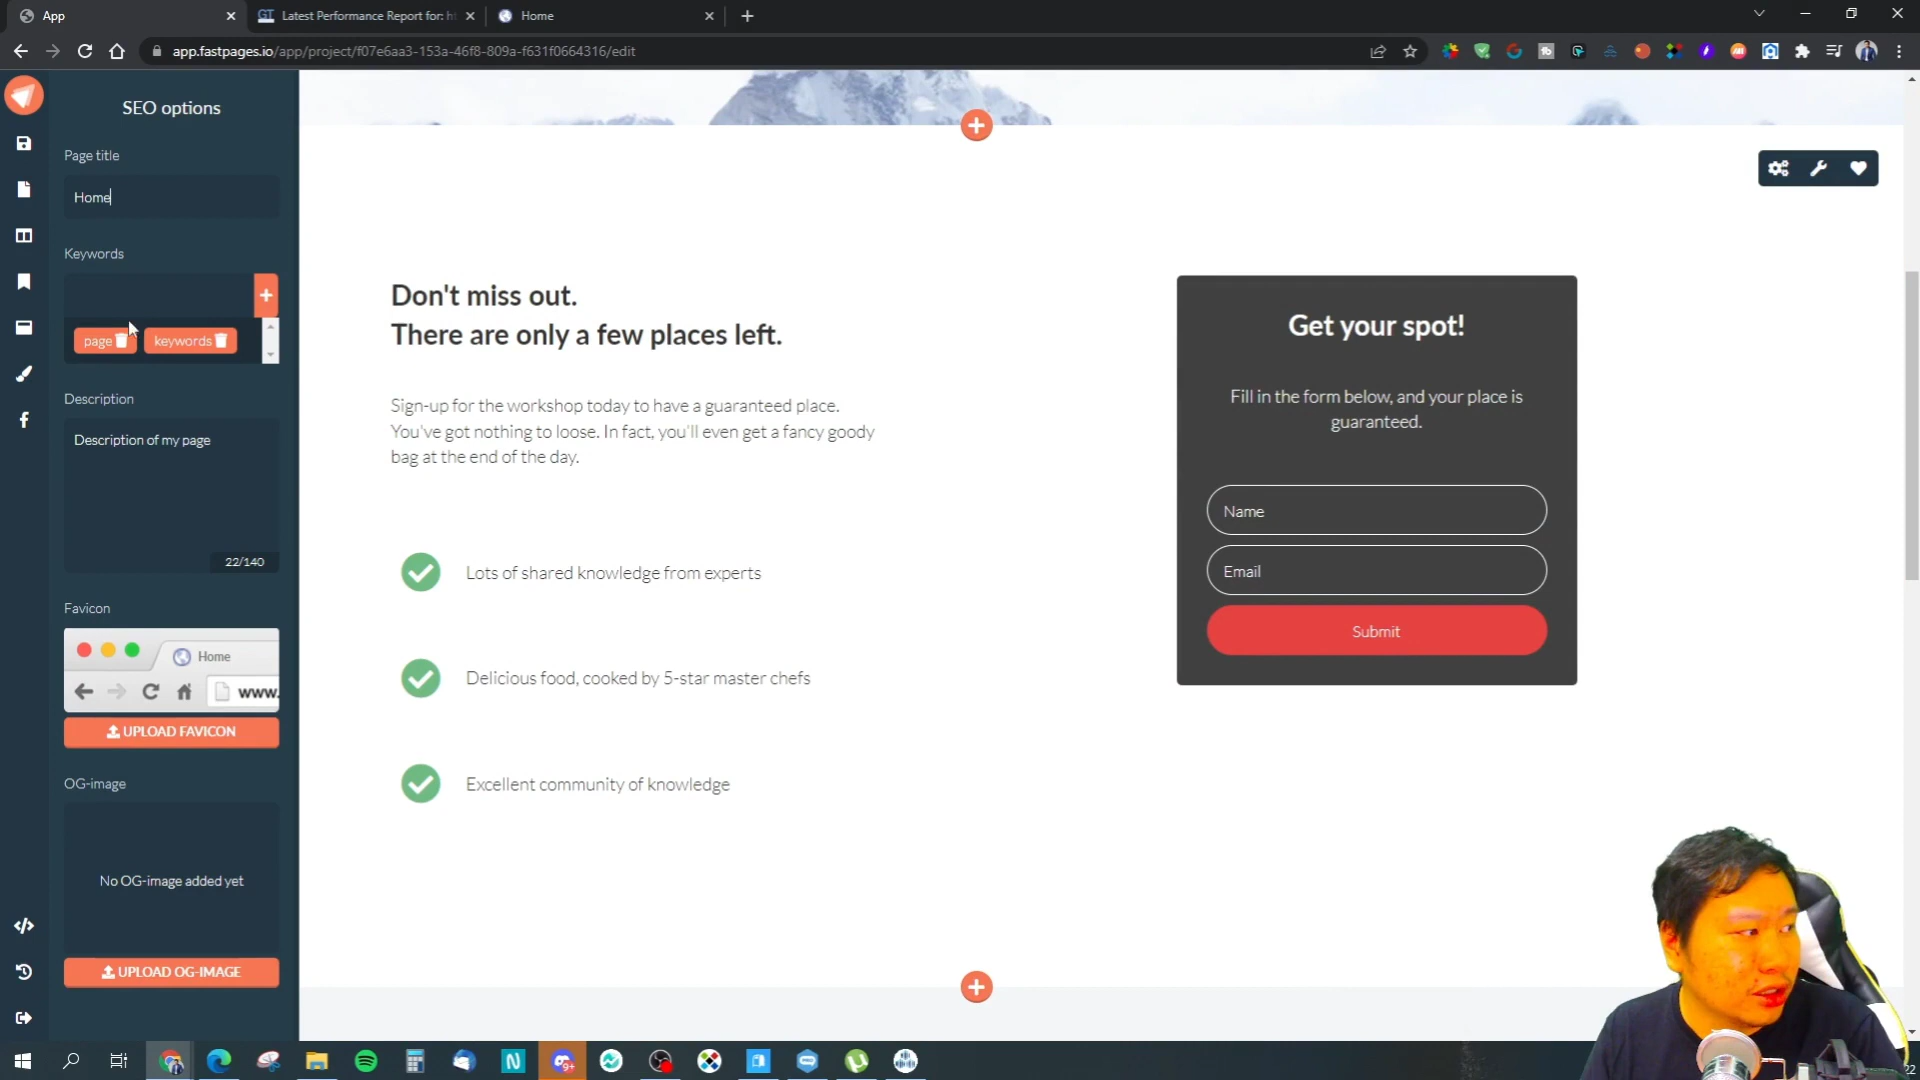 App
GT Latest Performance Report for: ht
Home
app.fastpages.io/app/project/f07e6aa3-153a-46f8-809a-f631f0664316/edit
SEO options
Page title
Home
Keywords
page
keywords
Description
Description of my page
22/140
Favicon
Home
www.
UPLOAD FAVICON
OG-image
No OG-image added yet
UPLOAD OG-IMAGE
Don't miss out.
There are only a few places left.
Sign-up for the workshop today to have a guaranteed place.
You've got nothing to loose. In fact, you'll even get a fancy goody
bag at the end of the day.
Lots of shared knowledge from experts
Delicious food, cooked by 5-star master chefs
Excellent community of knowledge
Get your spot!
Fill in the form below, and your place is
guaranteed.
Name
Email
Submit
9+
22